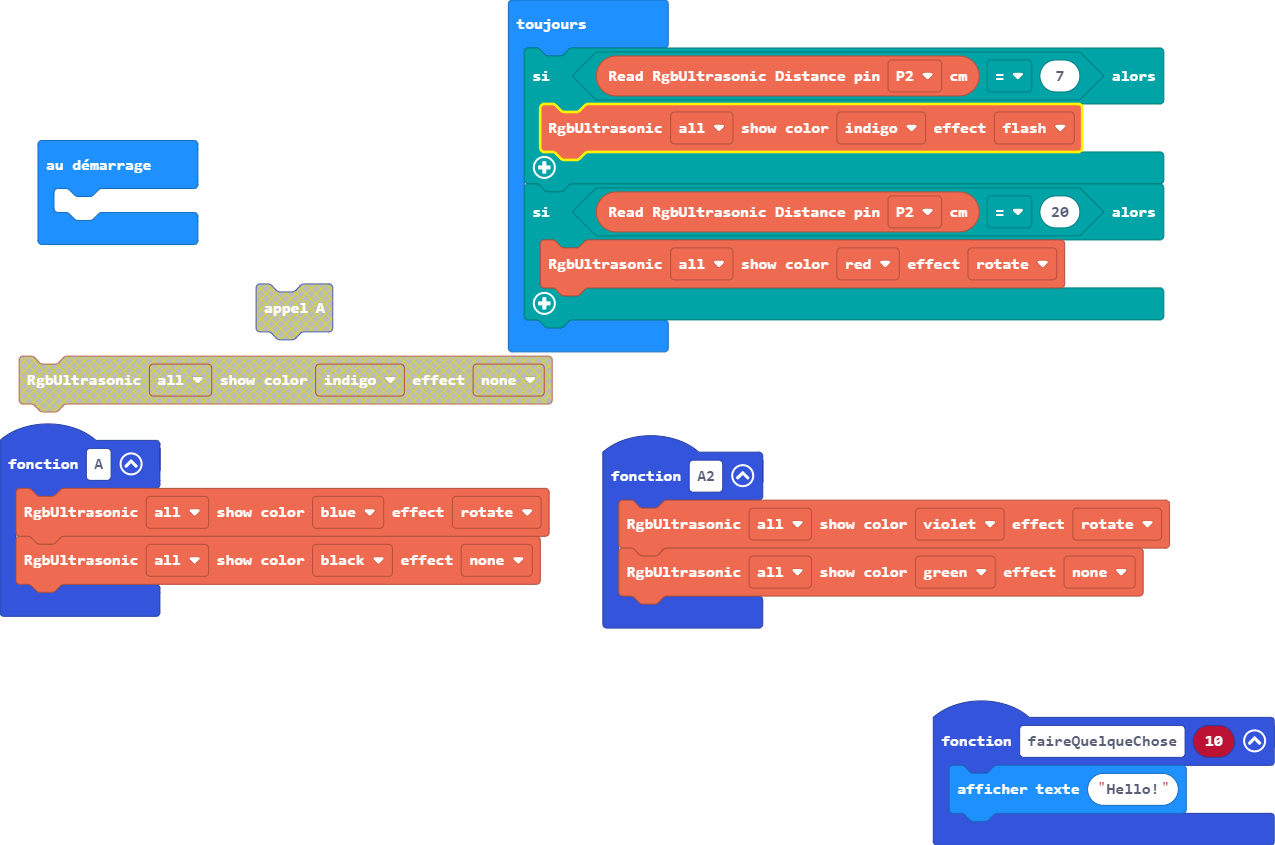 toujours
si Read RgbUltrasonic Distance pin P2 cm = 7 alors
RgbUltrasonic all show color indigo effect flash
si Read RgbUltrasonic Distance pin P2 cm = 20 alors
RgbUltrasonic all show color red effect rotate
au démarrage
appel A
RgbUltrasonic all show color indigo effect none
fonction A
RgbUltrasonic all show color blue effect rotate
RgbUltrasonic all show color black effect none
fonction A2
RgbUltrasonic all show color violet effect rotate
RgbUltrasonic all show color green effect none
fonction faireQuelqueChose 10
afficher texte "Hello!"